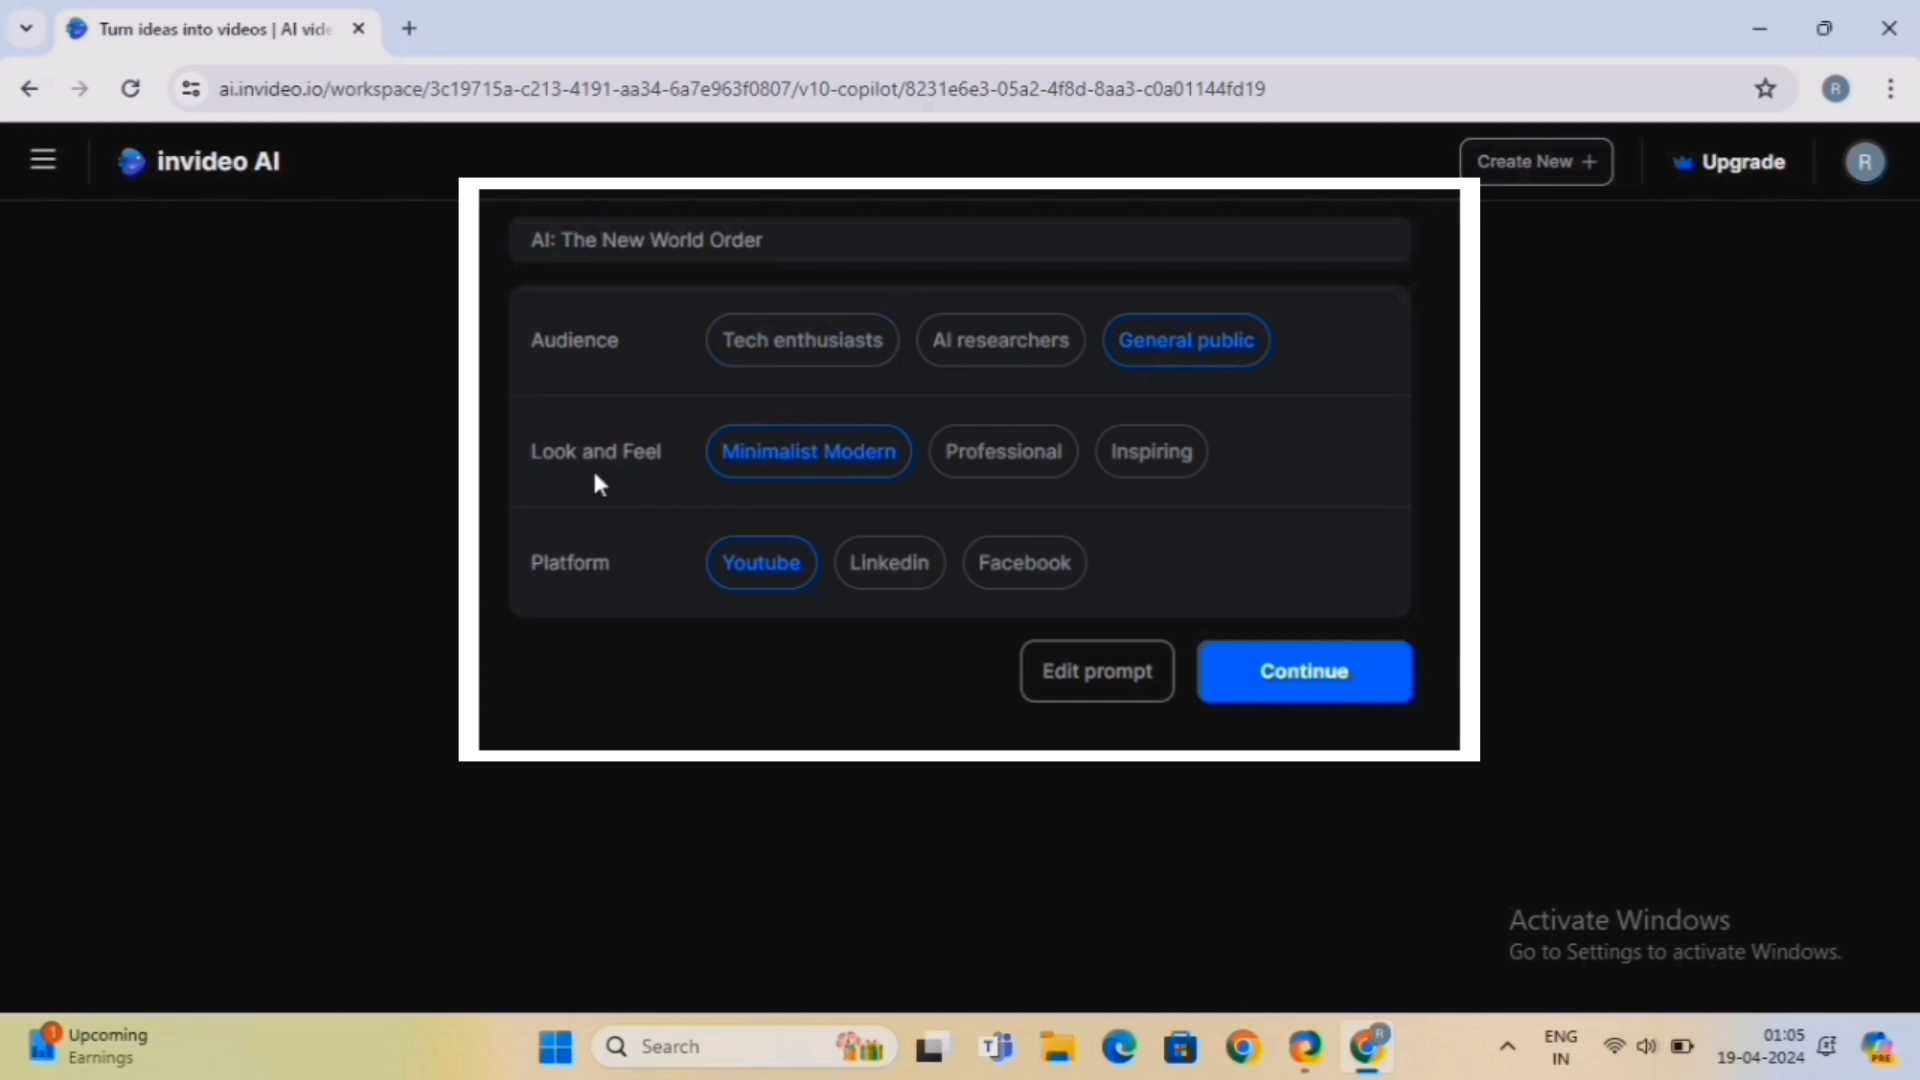 Turn ideas into videos | AI vide
ai.invideo.io/workspace/3c19715a-c213-4191-aa34-6a7e963f0807/v10-copilot/8231e6e3-05a2-4f8d-8aa3-c0a01144fd19
R
invideo AI
Create New +
Upgrade
R
AI: The New World Order
Audience
Tech enthusiasts
AI researchers
General public
Look and Feel
Minimalist Modern
Professional
Inspiring
Platform
Youtube
Linkedin
Facebook
Edit prompt
Continue
Activate Windows
Go to Settings to activate Windows.
1
Upcoming
Earnings
Search
T
R
ENG
IN
01:05
19-04-2024
PRE